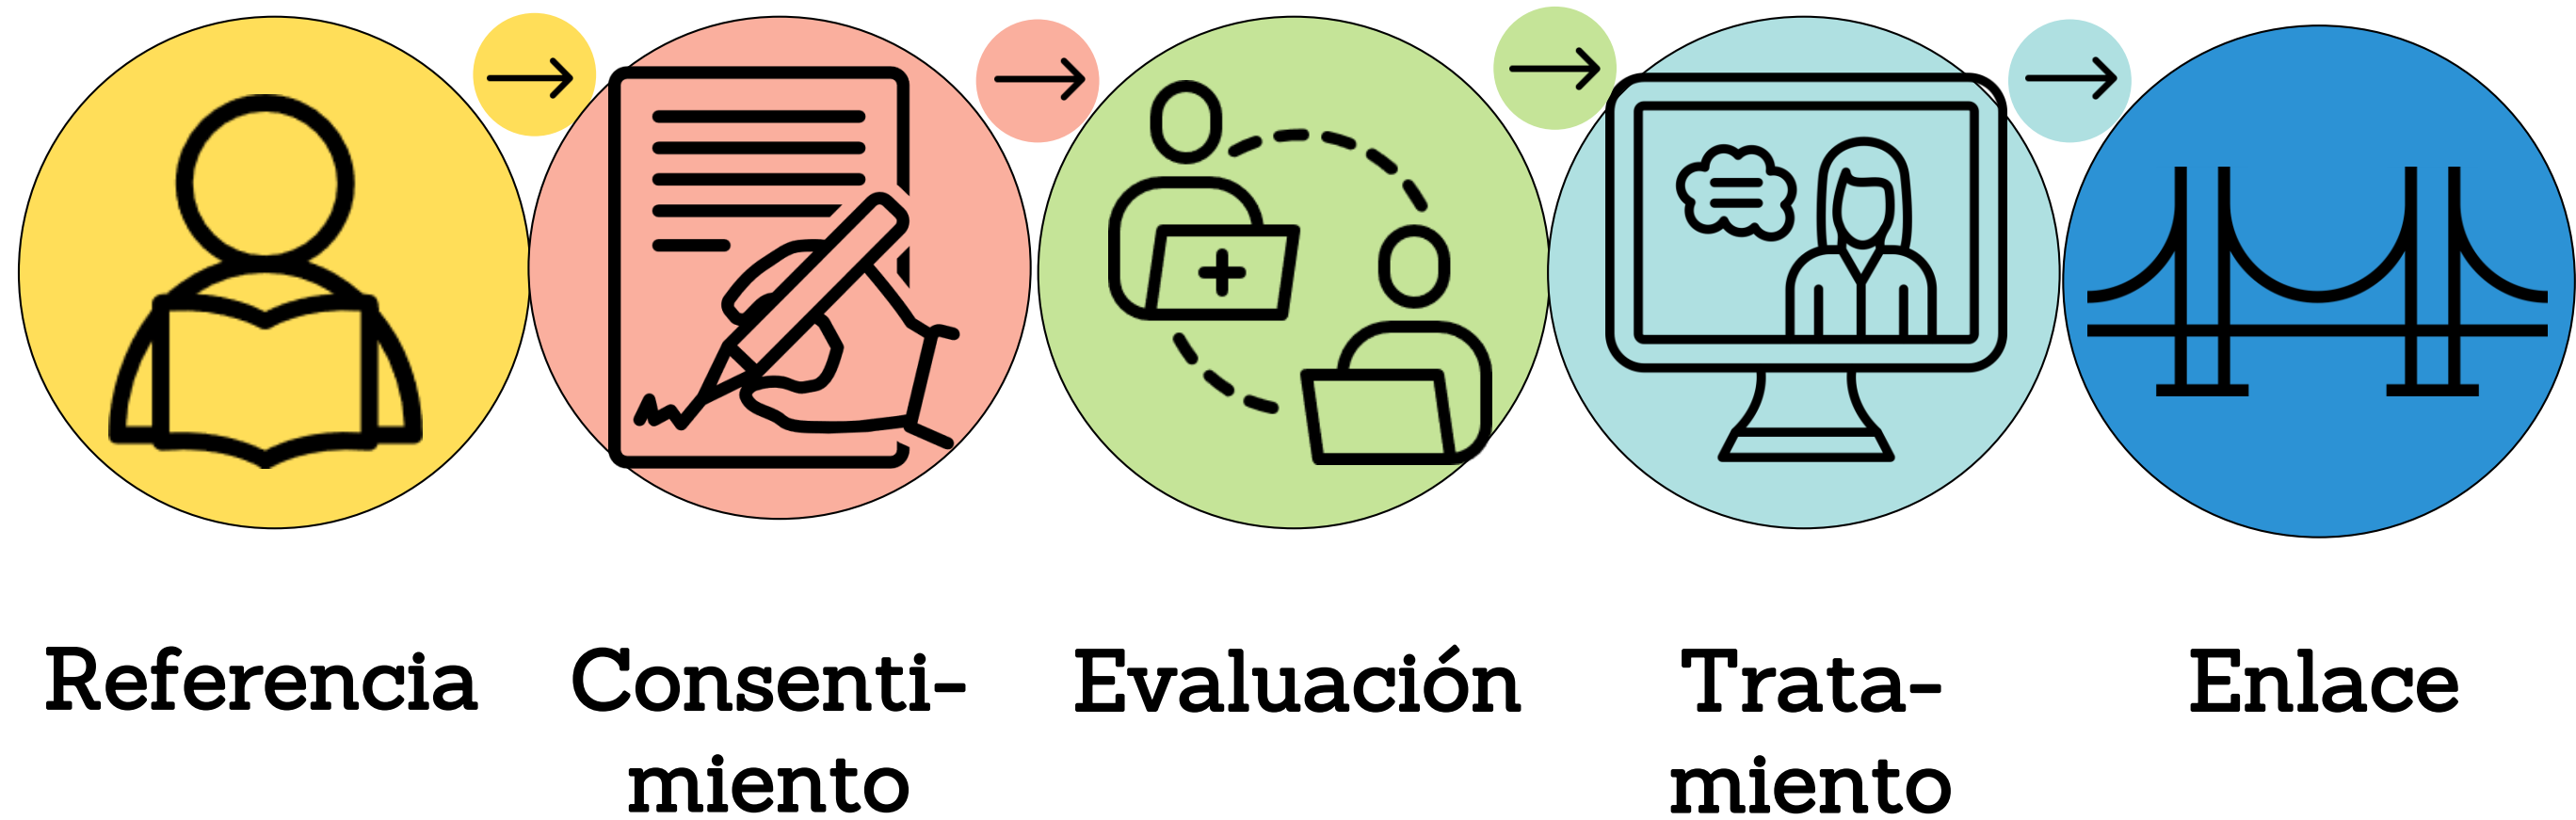 Referencia
Consenti-
miento
Evaluación
Trata-
miento
Enlace